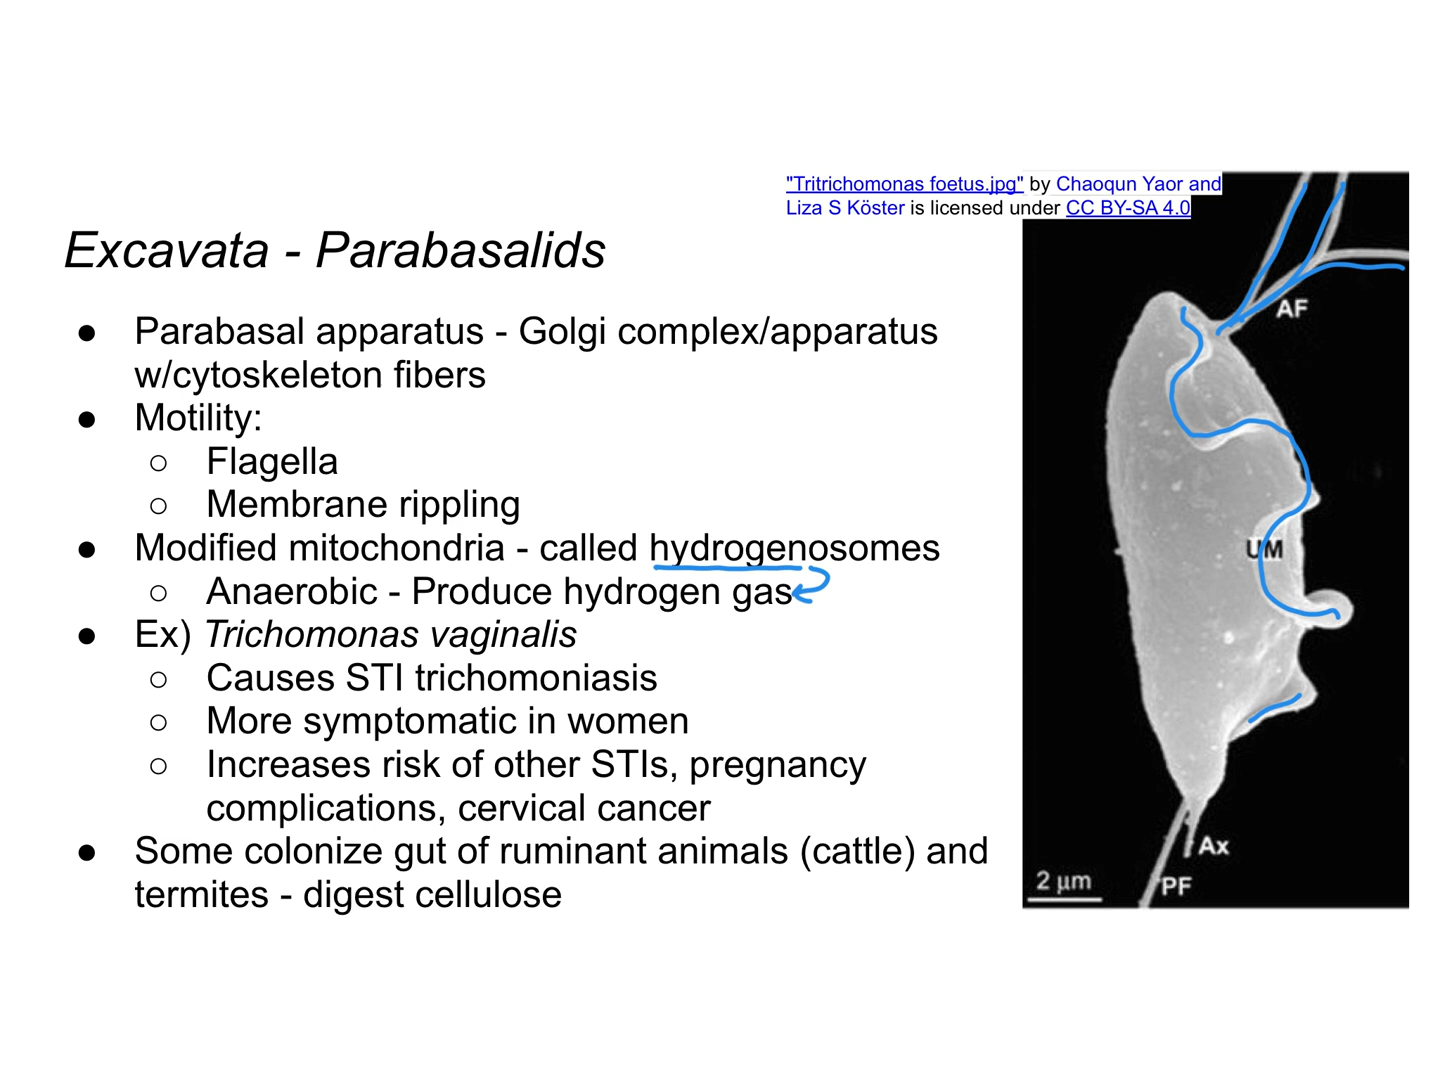 "Tritrichomonas foetus.jpg" by Chaoqun Yaor and
Liza S Köster is licensed under CC BY-SA 4.0
Excavata - Parabasalids
● Parabasal apparatus - Golgi complex/apparatus
w/cytoskeleton fibers
● Motility:
○ Flagella
○ Membrane rippling
● Modified mitochondria - called hydrogenosomes
○ Anaerobic - Produce hydrogen gas
● Ex) Trichomonas vaginalis
○ Causes STI trichomoniasis
○ More symptomatic in women
○ Increases risk of other STIs, pregnancy
complications, cervical cancer
● Some colonize gut of ruminant animals (cattle) and
termites - digest cellulose
AF
UM
Ax
PF
2 μm